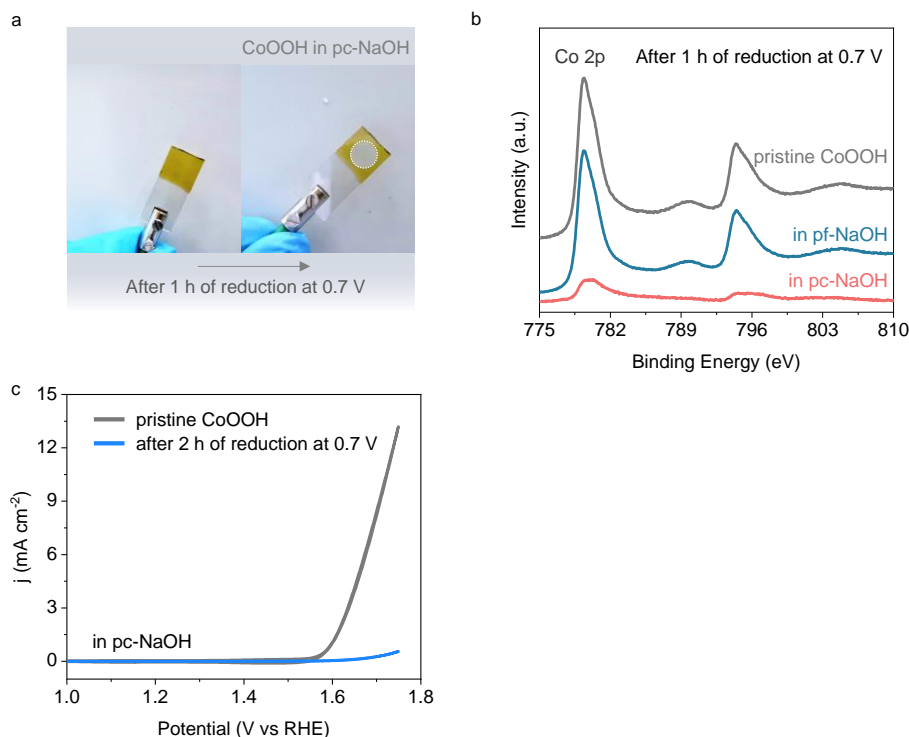 a
CoOOH in pc-NaOH
After 1 h of reduction at 0.7 V
b
Co 2p
After 1 h of reduction at 0.7 V
pristine CoOOH
in pf-NaOH
in pc-NaOH
Intensity (a.u.)
775 782 789 796 803 810
Binding Energy (eV)
c
15
12
9
6
3
0
j (mA cm⁻²)
pristine CoOOH
after 2 h of reduction at 0.7 V
in pc-NaOH
1.0 1.2 1.4 1.6 1.8
Potential (V vs RHE)